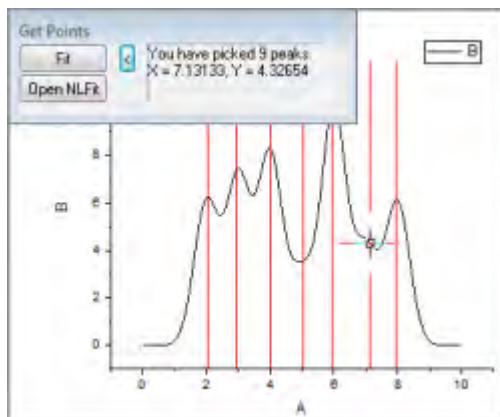 Get Points
Fit
<
You have picked 9 peaks
X = 7.13133, Y = 4.32654
Open NLFit
B
8
6
B
4
2
0
0 2 4 6 8 10
A